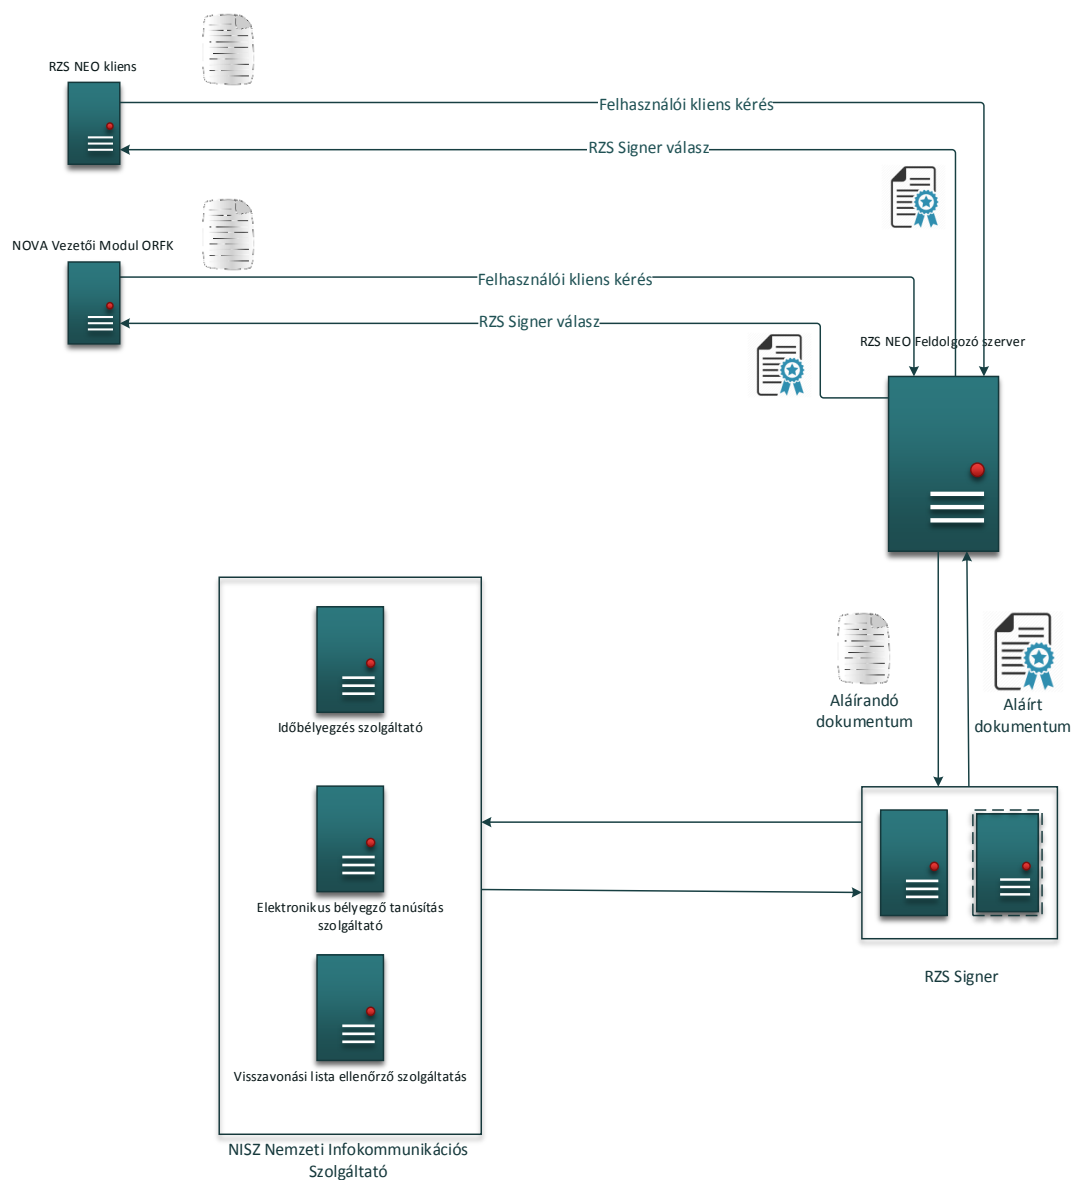 RZS NEO kliens
Felhasználói kliens kérés
RZS Signer válasz
NOVA Vezetői Modul ORFK
Felhasználói kliens kérés
RZS Signer válasz
RZS NEO Feldolgozó szerver
Aláírandó
dokumentum
Aláírt
dokumentum
Időbélyegzés szolgáltató
Elektronikus bélyegző tanúsítás
szolgáltató
Visszavonási lista ellenőrző szolgáltatás
RZS Signer
NISZ Nemzeti Infokommunikációs
Szolgáltató